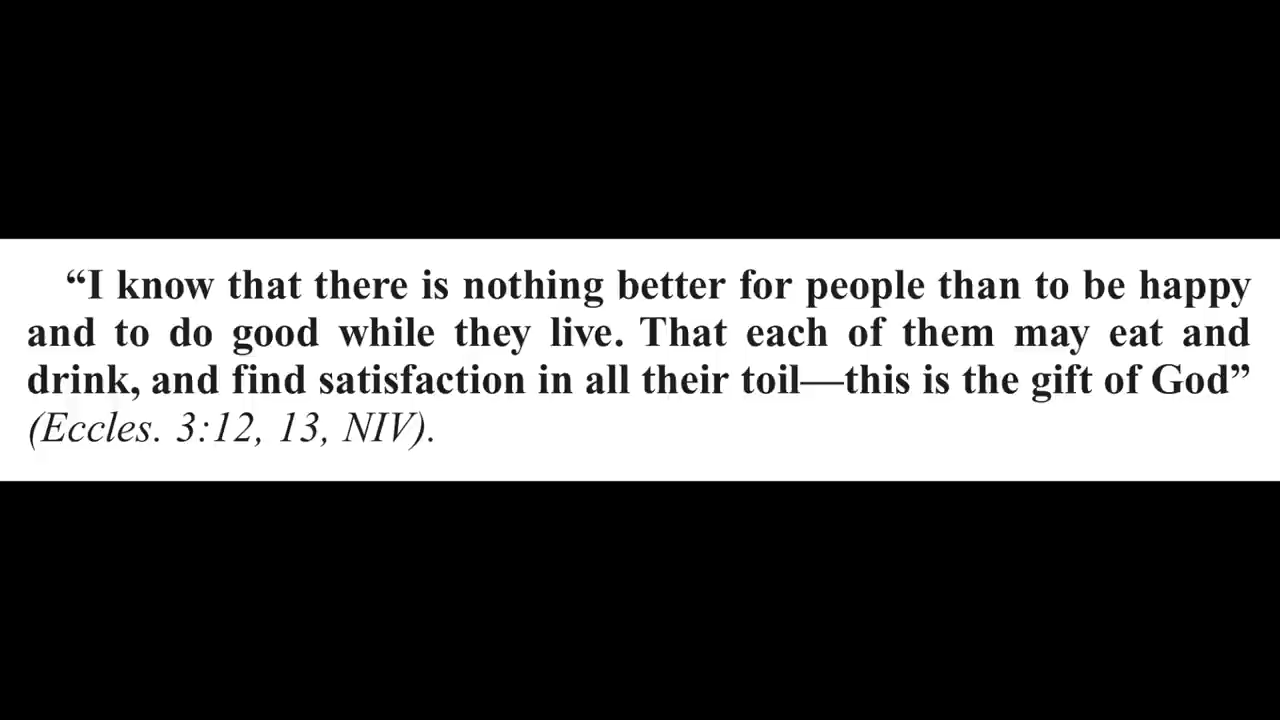 “I know that there is nothing better for people than to be happy
and to do good while they live. That each of them may eat and
drink, and find satisfaction in all their toil—this is the gift of God”
(Eccles. 3:12, 13, NIV).